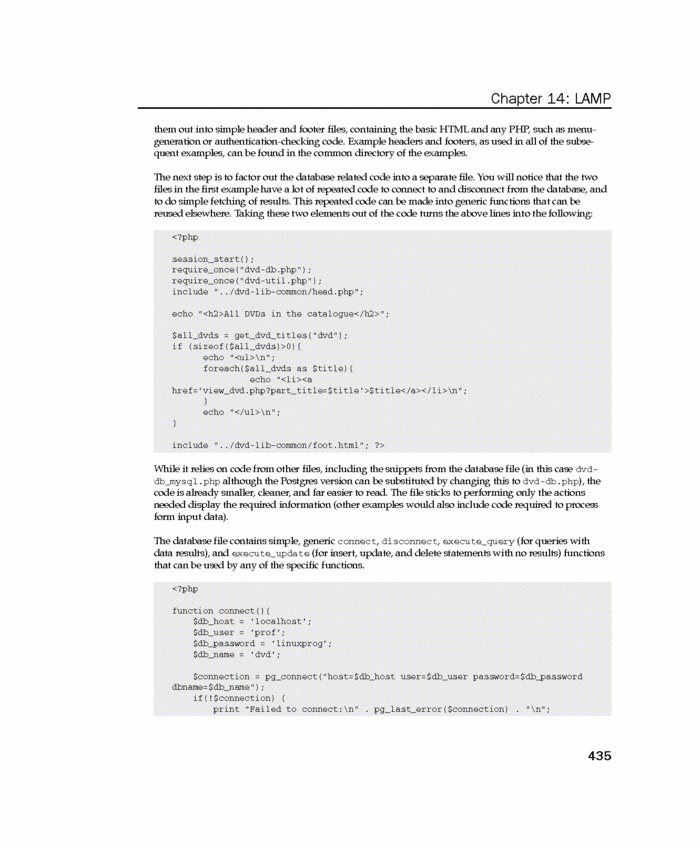 Chapter 14: LAMP
them out into simple header and footer files, containing the basic HTML and any PHP, such as menu-
generation or authentication-checking code. Example headers and footers, as used in all of the subse-
quent examples, can be found in the common directory of the examples.
The next step is to factor out the database related code into a separate file. You will notice that the two
files in the first example have a lot of repeated code to connect to and disconnect from the database, and
to do simple fetching of results. This repeated code can be made into generic functions that can be
reused elsewhere. Taking these two elements out of the code turns the above lines into the following:
<?php
session_start();
require_once("dvd-db.php");
require_once("dvd-util.php");
include "../dvd-lib-common/head.php";
echo "<h2>All DVDs in the catalogue</h2>";
$all_dvds = get_dvd_titles("dvd");
if (sizeof($all_dvds)>0){
echo "<ul>\n";
foreach($all_dvds as $title){
echo "<li><a
href='view_dvd.php?part_title=$title'>$title</a></li>\n";
}
echo "</ul>\n";
}
include "../dvd-lib-common/foot.html"; ?>
While it relies on code from other files, including the snippets from the database file (in this case dvd-
db_mysql.php although the Postgres version can be substituted by changing this to dvd-db.php), the
code is already smaller, cleaner, and far easier to read. The file sticks to performing only the actions
needed display the required information (other examples would also include code required to process
form input data).
The database file contains simple, generic connect, disconnect, execute_query (for queries with
data results), and execute_update (for insert, update, and delete statements with no results) functions
that can be used by any of the specific functions.
<?php
function connect(){
$db_host = 'localhost';
$db_user = 'prof';
$db_password = 'linuxprog';
$db_name = 'dvd';
$connection = pg_connect("host=$db_host user=$db_user password=$db_password
dbname=$db_name");
if(!$connection) {
print "Failed to connect:\n" . pg_last_error($connection) . "\n";
435